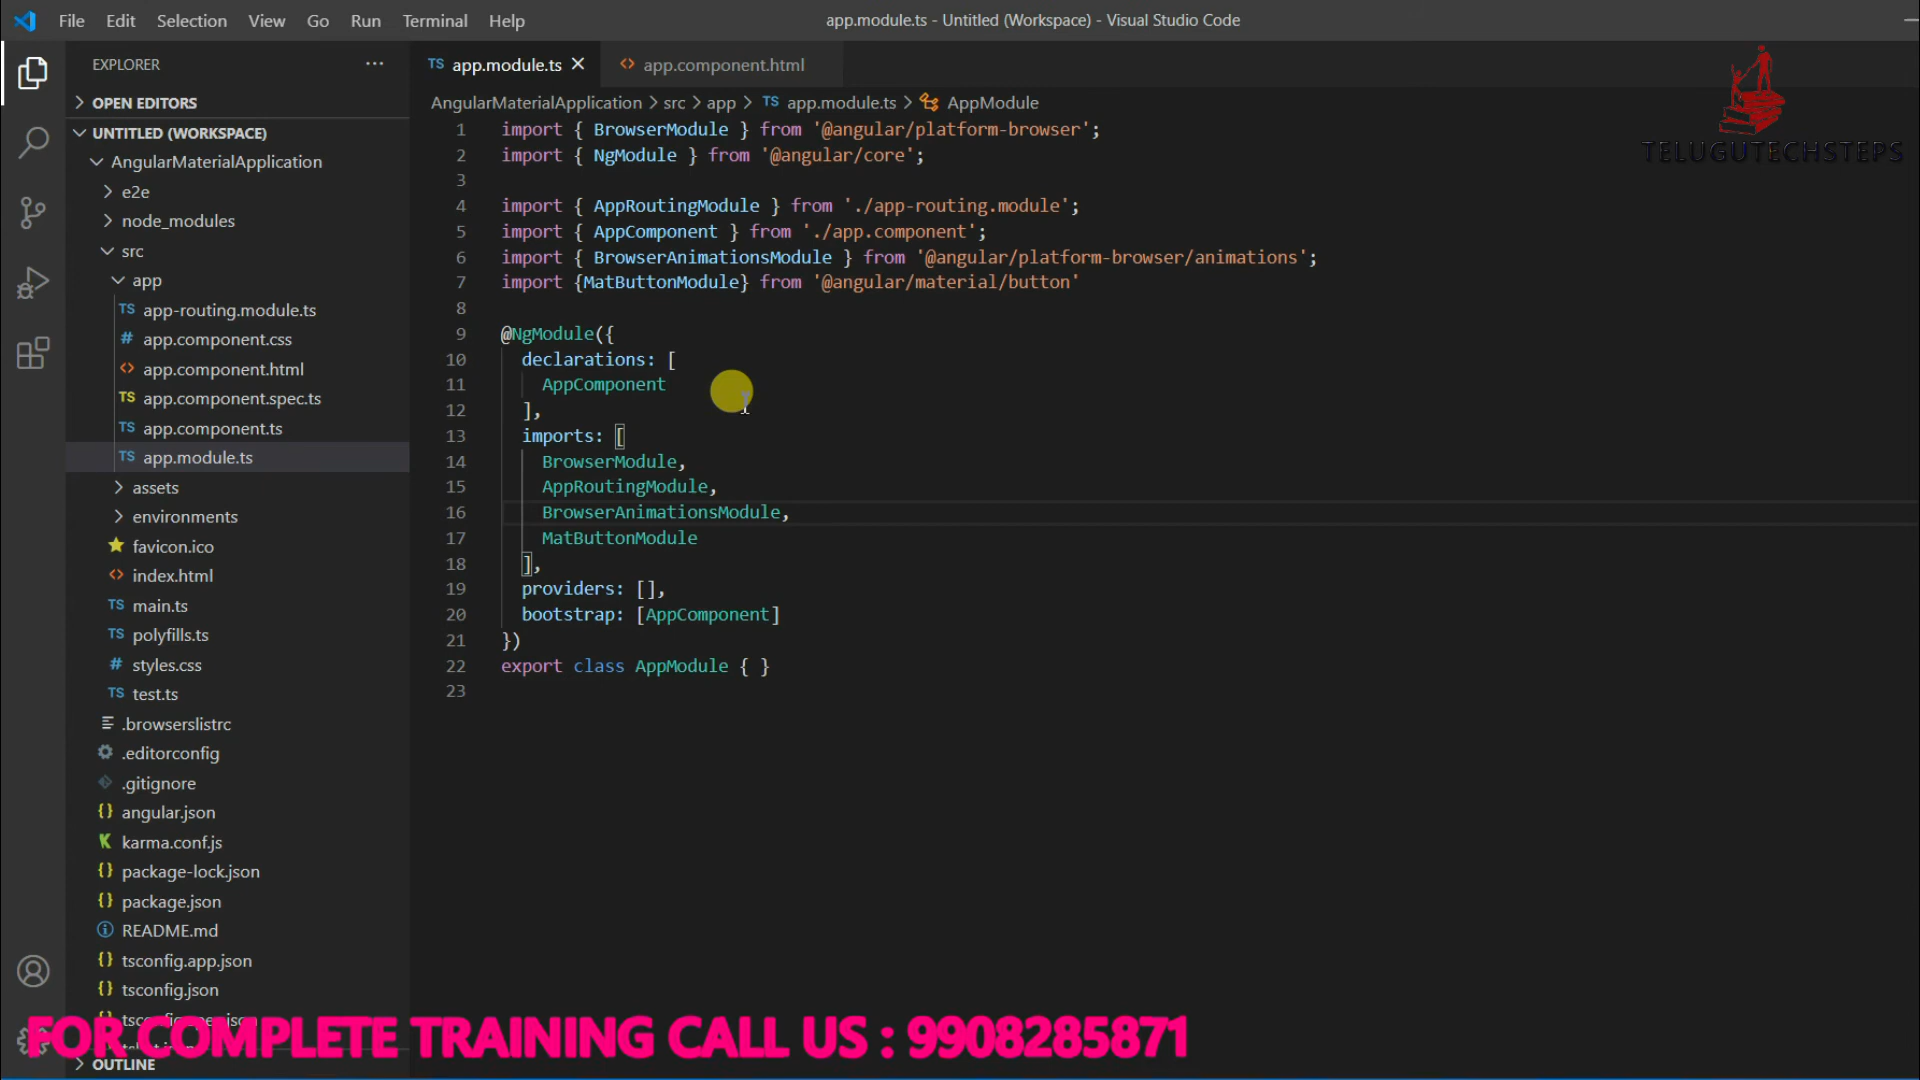 File Edit Selection View Go Run Terminal Help
app.module.ts - Untitled (Workspace) - Visual Studio Code
EXPLORER
OPEN EDITORS
UNTITLED (WORKSPACE)
AngularMaterialApplication
e2e
node_modules
src
app
TS app-routing.module.ts
# app.component.css
<> app.component.html
TS app.component.spec.ts
TS app.component.ts
TS app.module.ts
assets
environments
favicon.ico
<> index.html
TS main.ts
TS polyfills.ts
# styles.css
TS test.ts
.browserslistrc
.editorconfig
.gitignore
{} angular.json
karma.conf.js
{} package-lock.json
{} package.json
README.md
{} tsconfig.app.json
{} tsconfig.json
OUTLINE
TS app.module.ts
<> app.component.html
AngularMaterialApplication > src > app > TS app.module.ts > AppModule
1 import { BrowserModule } from '@angular/platform-browser';
2 import { NgModule } from '@angular/core';
3
4 import { AppRoutingModule } from './app-routing.module';
5 import { AppComponent } from './app.component';
6 import { BrowserAnimationsModule } from '@angular/platform-browser/animations';
7 import {MatButtonModule} from '@angular/material/button'
8
9 @NgModule({
10 declarations: [
11 AppComponent
12 ],
13 imports: [
14 BrowserModule,
15 AppRoutingModule,
16 BrowserAnimationsModule,
17 MatButtonModule
18 ],
19 providers: [],
20 bootstrap: [AppComponent]
21 })
22 export class AppModule { }
23
TELUGUTECHSTEPS
FOR COMPLETE TRAINING CALL US : 9908285871